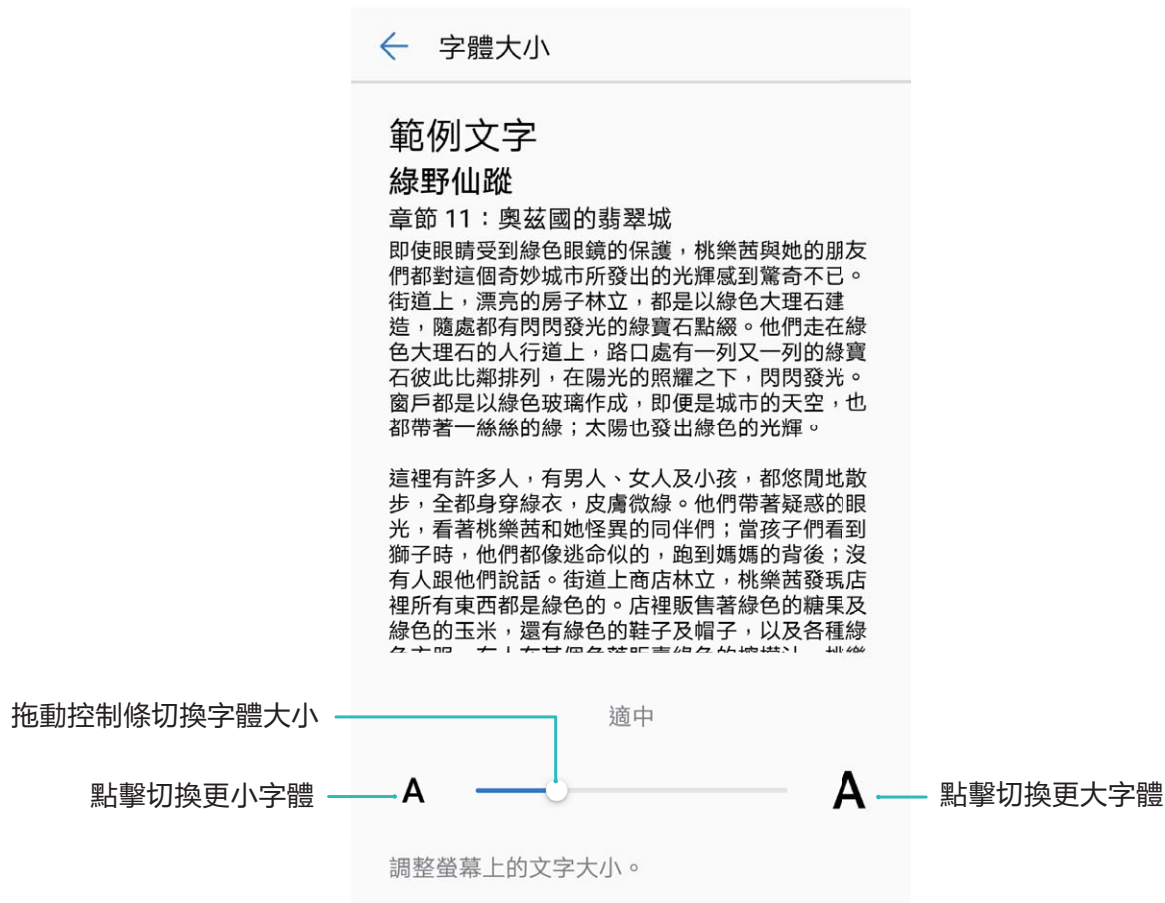 字體大小
範例文字
綠野仙蹤
章節 11：奧茲國的翡翠城
即使眼睛受到綠色眼鏡的保護，桃樂茜與她的朋友
們都對這個奇妙城市所發出的光輝感到驚奇不已。
街道上，漂亮的房子林立，都是以綠色大理石建
造，隨處都有閃閃發光的綠寶石點綴。他們走在綠
色大理石的人行道上，路口處有一列又一列的綠寶
石彼此比鄰排列，在陽光的照耀之下，閃閃發光。
窗戶都是以綠色玻璃作成，即便是城市的天空，也
都帶著一絲絲的綠；太陽也發出綠色的光輝。
這裡有許多人，有男人、女人及小孩，都悠閒地散
步，全都身穿綠衣，皮膚微綠。他們帶著疑惑的眼
光，看著桃樂茜和她怪異的同伴們；當孩子們看到
獅子時，他們都像逃命似的，跑到媽媽的背後；沒
有人跟他們說話。街道上商店林立，桃樂茜發現店
裡所有東西都是綠色的。店裡販售著綠色的糖果及
綠色的玉米，還有綠色的鞋子及帽子，以及各種綠
拖動控制條切換字體大小
適中
點擊切換更小字體
A
A
點擊切換更大字體
調整螢幕上的文字大小。